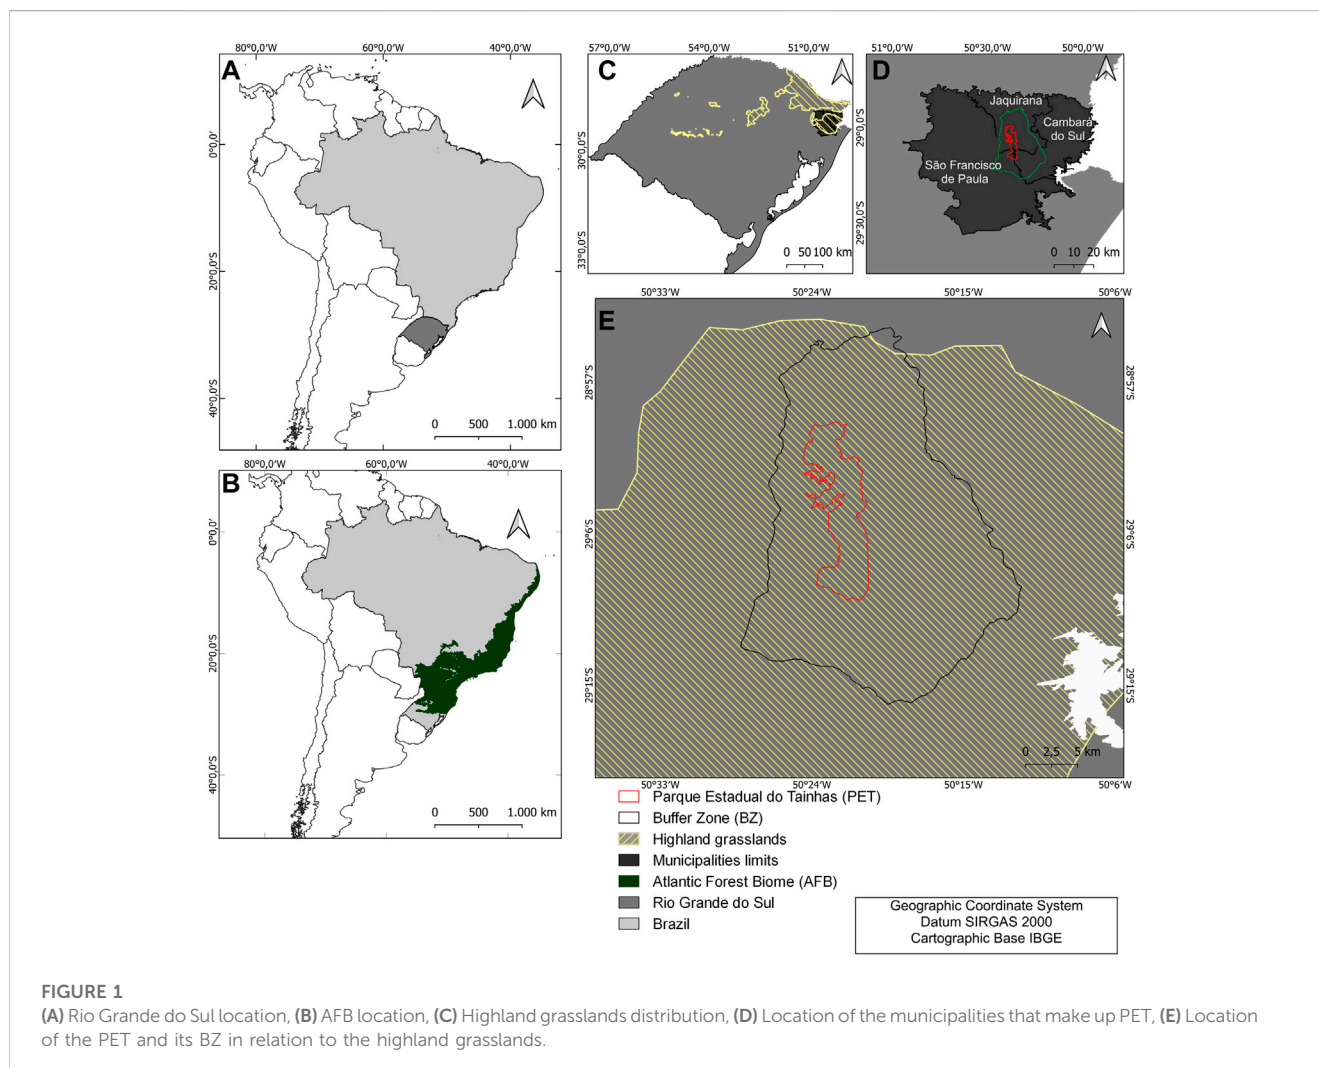 80°0,0'W 60°0,0'W 40°0,0'W
A
0°0,0'
20°0,0'S
40°0,0'S
0 500 1.000 km
80°0,0'W 60°0,0'W 40°0,0'W
B
0°0,0'
20°0,0'S
40°0,0'S
0 500 1.000 km
57°0,0'W 54°0,0'W 51°0,0'W
C
30°0,0'S
33°0,0'S
0 50 100 km
51°0,0'W 50°30,0'W 50°0,0'W
D
Jaquirana
Cambará
do Sul
São Francisco
de Paula
29°0,0'S
29°30,0'S
0 10 20 km
50°33'W 50°24'W 50°15'W 50°6'W
E
28°57'S 28°57'S
29°6'S 29°6'S
29°15'S 29°15'S
0 2,5 5 km
50°33'W 50°24'W 50°15'W 50°6'W
Parque Estadual do Tainhas (PET)
Buffer Zone (BZ)
Highland grasslands
Municipalities limits
Atlantic Forest Biome (AFB)
Rio Grande do Sul
Brazil
Geographic Coordinate System
Datum SIRGAS 2000
Cartographic Base IBGE
FIGURE 1
(A) Rio Grande do Sul location, (B) AFB location, (C) Highland grasslands distribution, (D) Location of the municipalities that make up PET, (E) Location
of the PET and its BZ in relation to the highland grasslands.